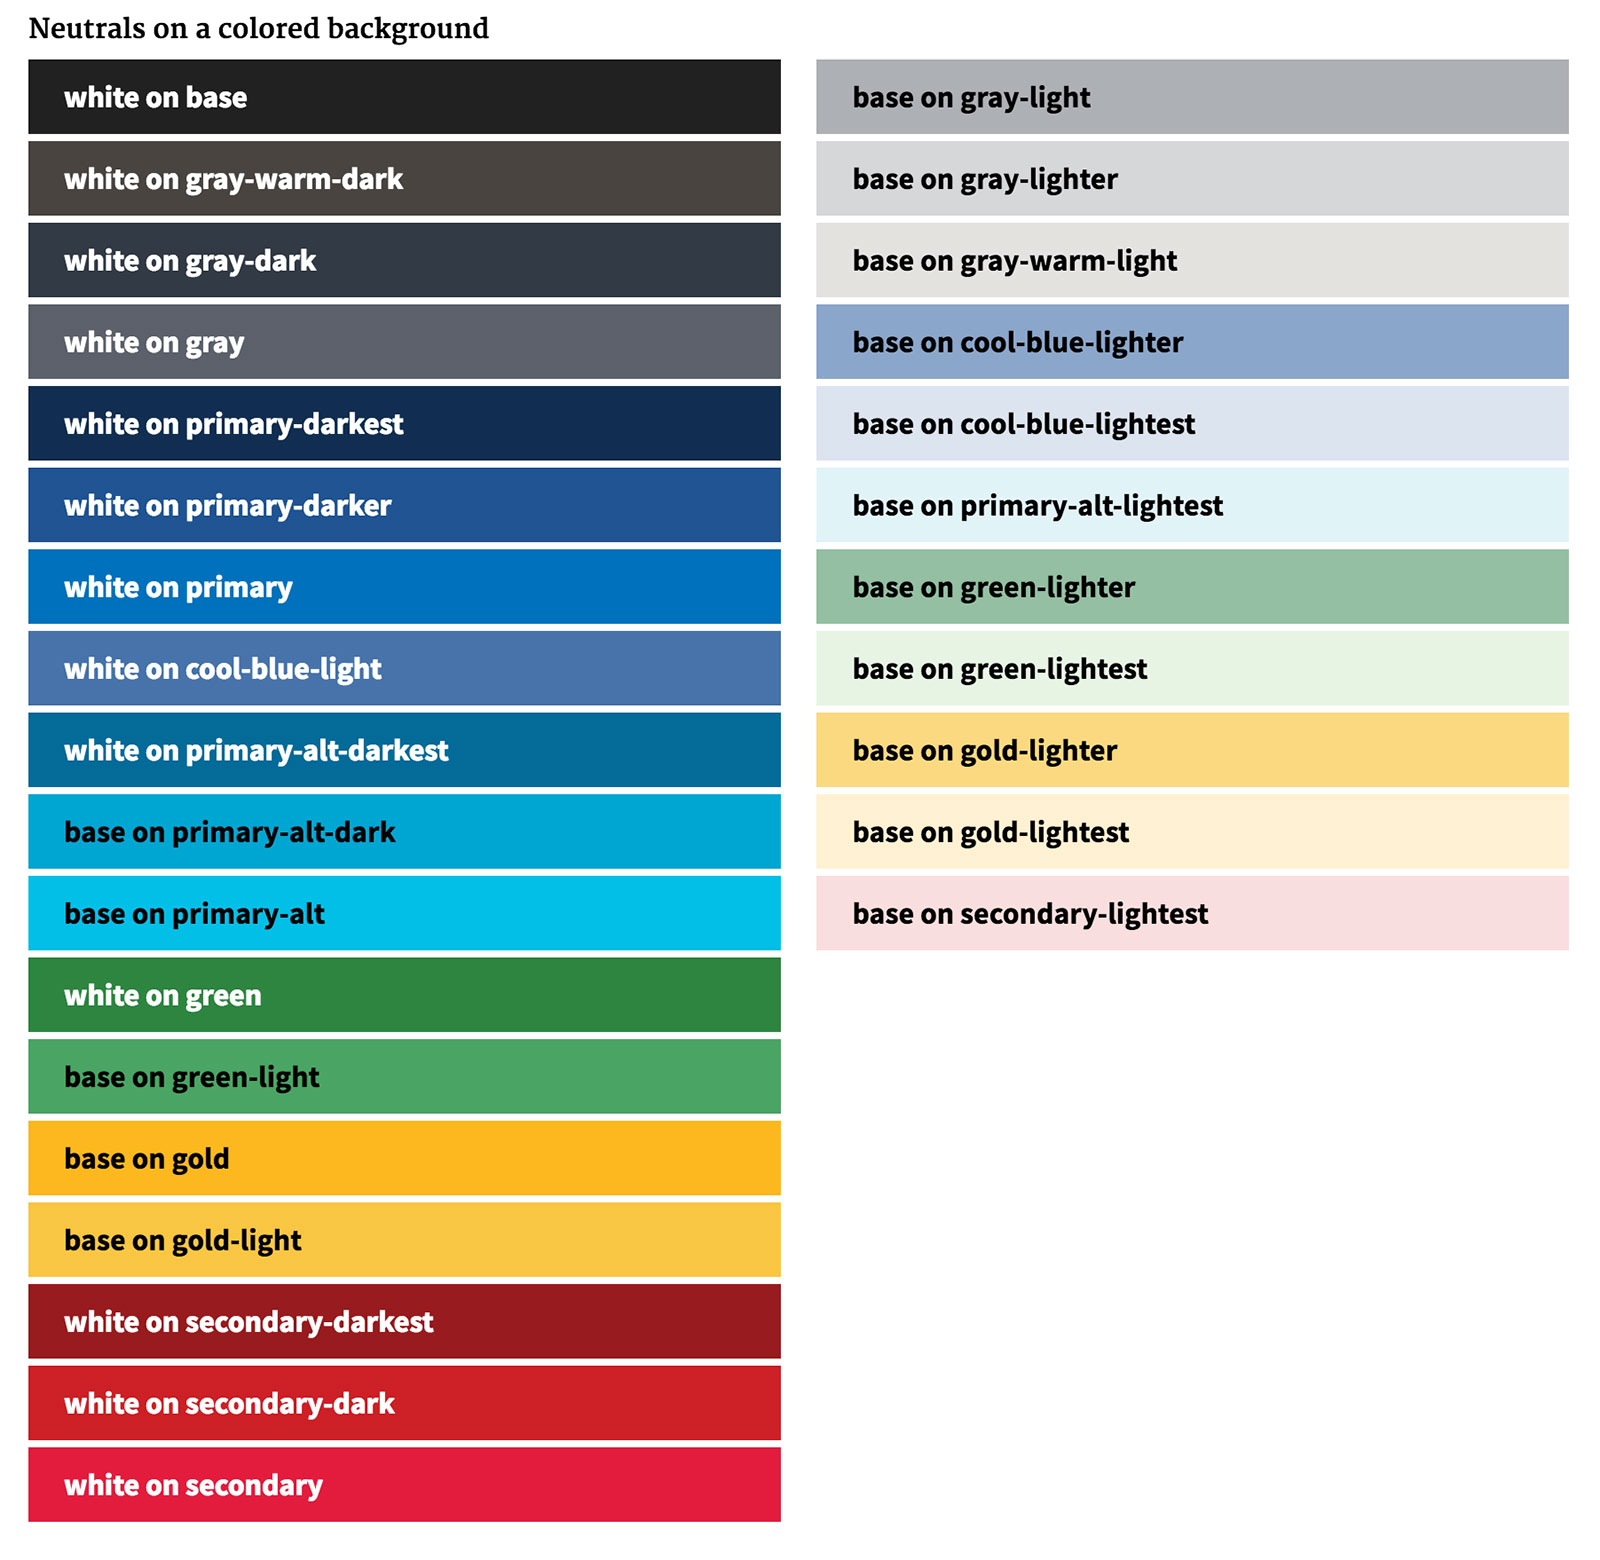 Neutrals on a colored background
white on base
white on gray-warm-dark
white on gray-dark
white on gray
white on primary-darkest
white on primary-darker
white on primary
white on cool-blue-light
white on primary-alt-darkest
base on primary-alt-dark
base on primary-alt
white on green
base on green-light
base on gold
base on gold-light
white on secondary-darkest
white on secondary-dark
white on secondary
base on gray-light
base on gray-lighter
base on gray-warm-light
base on cool-blue-lighter
base on cool-blue-lightest
base on primary-alt-lightest
base on green-lighter
base on green-lightest
base on gold-lighter
base on gold-lightest
base on secondary-lightest